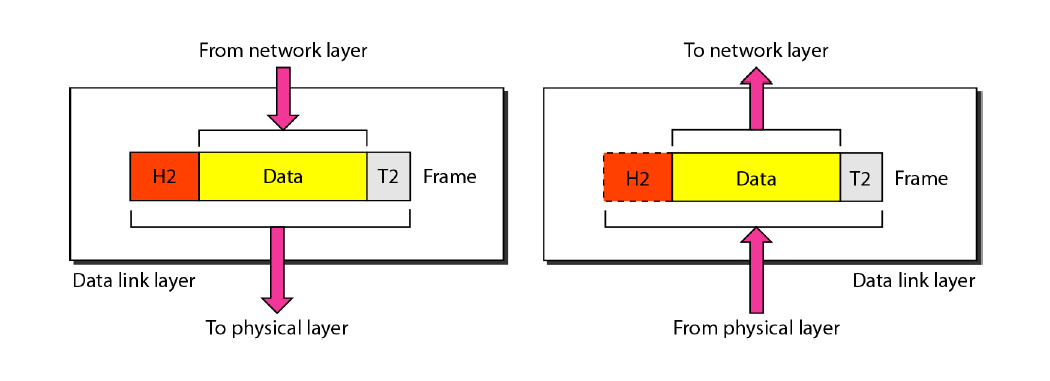 From network layer
H2
Data
T2
Frame
Data link layer
To physical layer
To network layer
H2
Data
T2
Frame
Data link layer
From physical layer